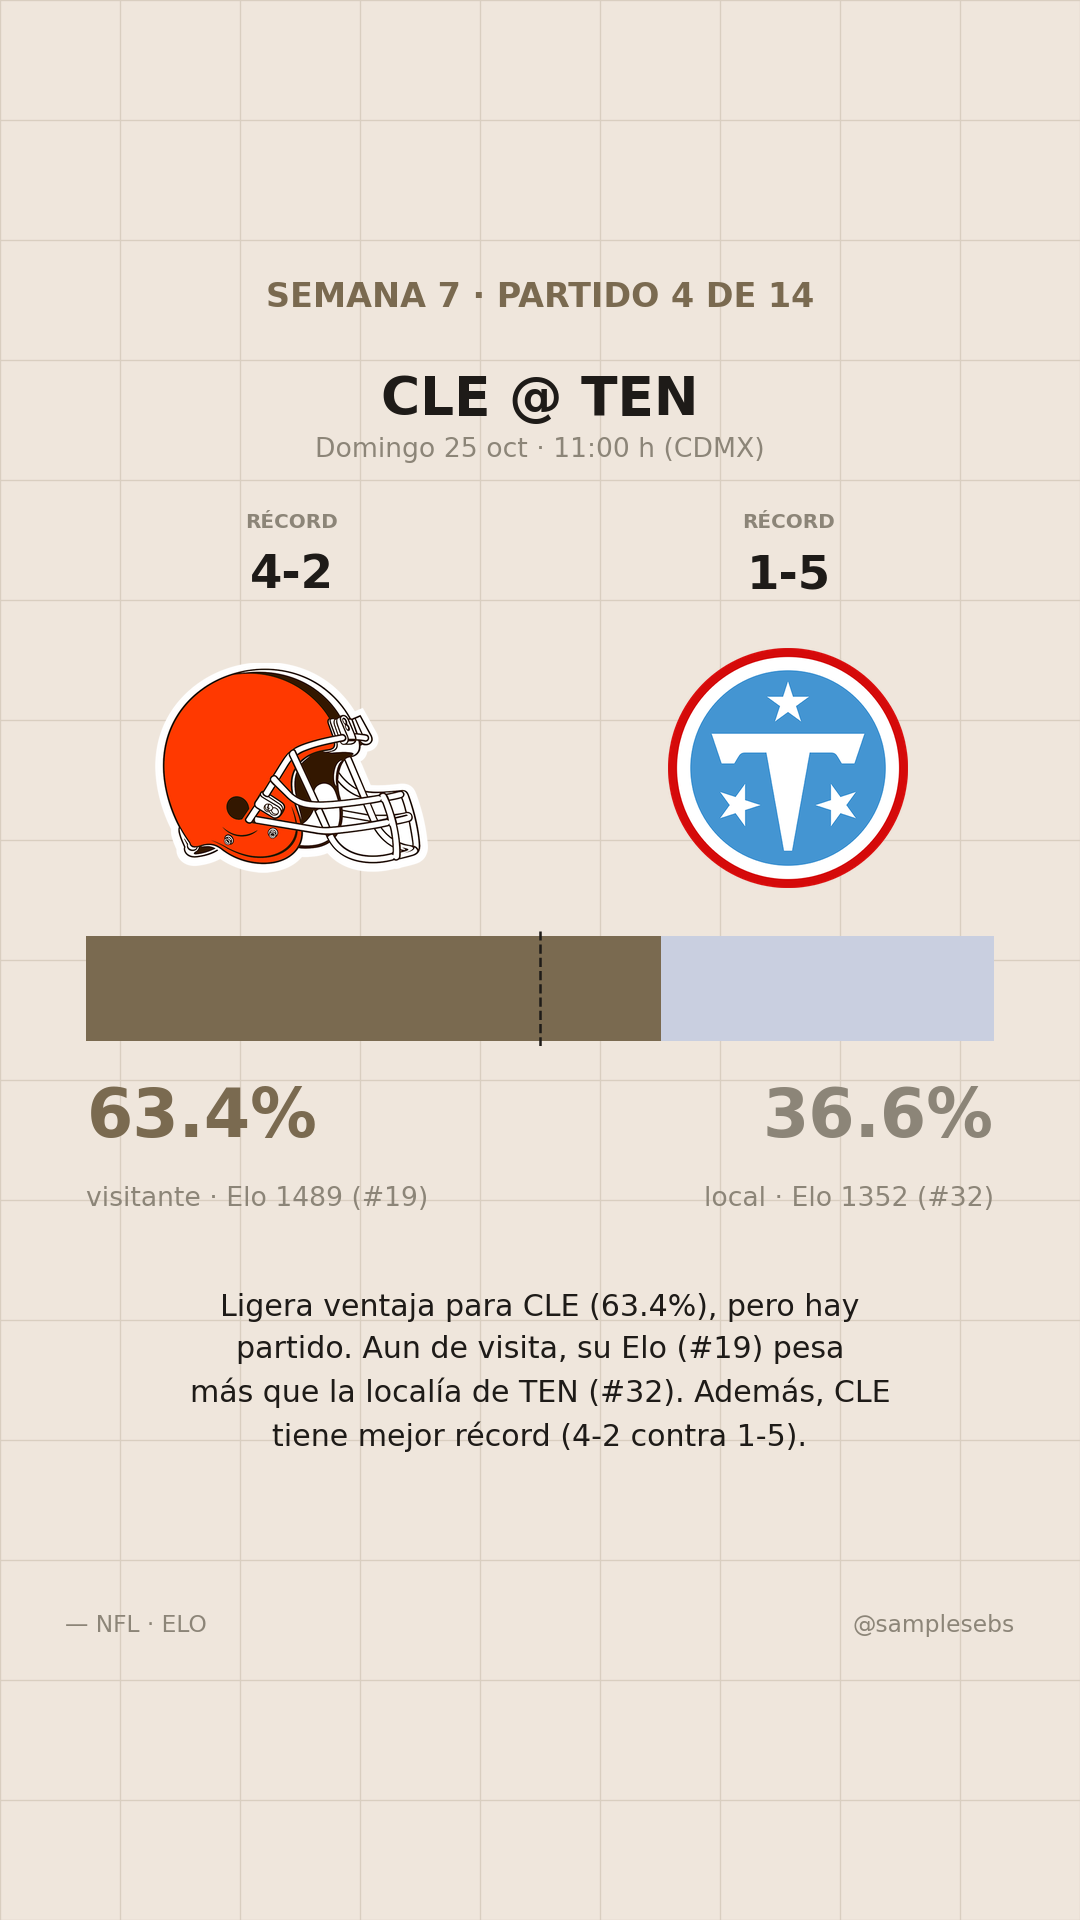 SEMANA 7 · PARTIDO 4 DE 14
CLE @ TEN
Domingo 25 oct · 11:00 h (CDMX)
RÉCORD
4-2
RÉCORD
1-5
63.4%
36.6%
visitante · Elo 1489 (#19)
local · Elo 1352 (#32)
Ligera ventaja para CLE (63.4%), pero hay
partido. Aun de visita, su Elo (#19) pesa
más que la localía de TEN (#32). Además, CLE
tiene mejor récord (4-2 contra 1-5).
— NFL · ELO
@samplesebs